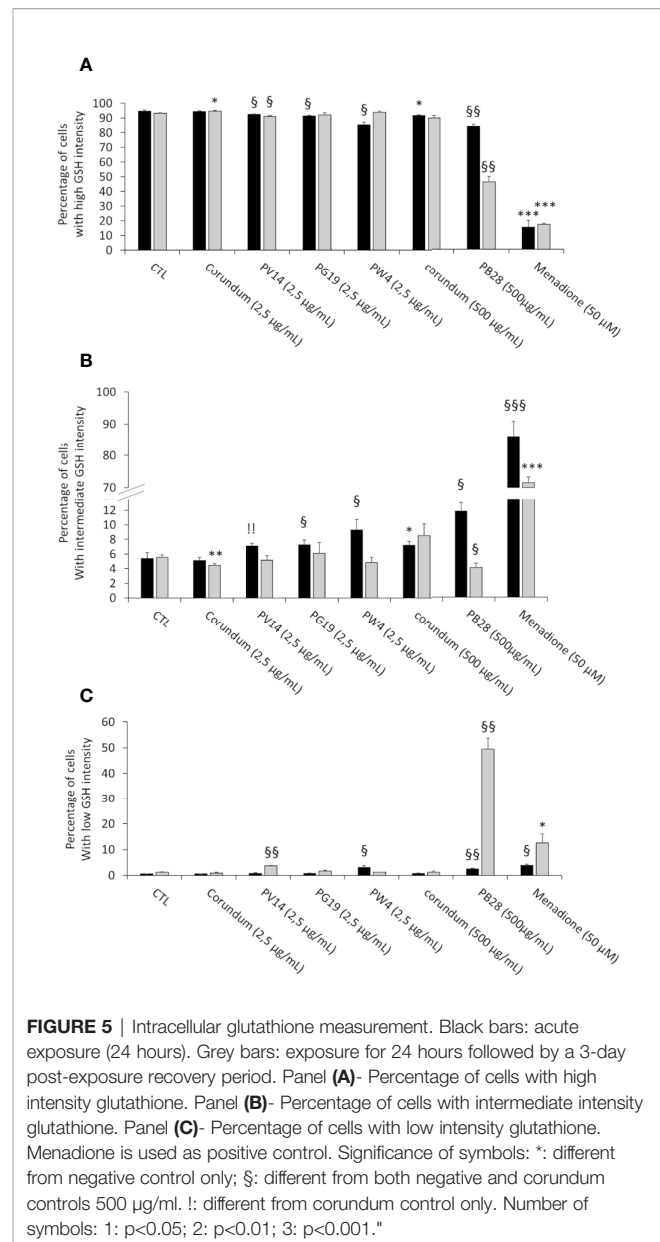 A
Percentage of cells
with high GSH intensity
100
90
80
70
60
50
40
30
20
10
0
*
§ §
§
§
*
§§
§§
***
***
CTL
Corundum (2,5 µg/mL)
PV14 (2,5 µg/mL)
PG19 (2,5 µg/mL)
PW4 (2,5 µg/mL)
corundum (500 µg/mL)
PB28 (500µg/mL)
Menadione (50 µM)
B
Percentage of cells
With intermediate GSH intensity
100
90
80
70
12
10
8
6
4
2
0
**
!!
§
§
*
§
§
§§§
***
CTL
Corundum (2,5 µg/mL)
PV14 (2,5 µg/mL)
PG19 (2,5 µg/mL)
PW4 (2,5 µg/mL)
corundum (500 µg/mL)
PB28 (500µg/mL)
Menadione (50 µM)
C
Percentage of cells
With low GSH intensity
60
50
40
30
20
10
0
§§
§
§§
§§
§
*
CTL
Corundum (2,5 µg/mL)
PV14 (2,5 µg/mL)
PG19 (2,5 µg/mL)
PW4 (2,5 µg/mL)
corundum (500 µg/mL)
PB28 (500µg/mL)
Menadione (50 µM)
FIGURE 5 | Intracellular glutathione measurement. Black bars: acute
exposure (24 hours). Grey bars: exposure for 24 hours followed by a 3-day
post-exposure recovery period. Panel (A)- Percentage of cells with high
intensity glutathione. Panel (B)- Percentage of cells with intermediate intensity
glutathione. Panel (C)- Percentage of cells with low intensity glutathione.
Menadione is used as positive control. Significance of symbols: *: different
from negative control only; §: different from both negative and corundum
controls 500 µg/ml. !: different from corundum control only. Number of
symbols: 1: p<0.05; 2: p<0.01; 3: p<0.001."